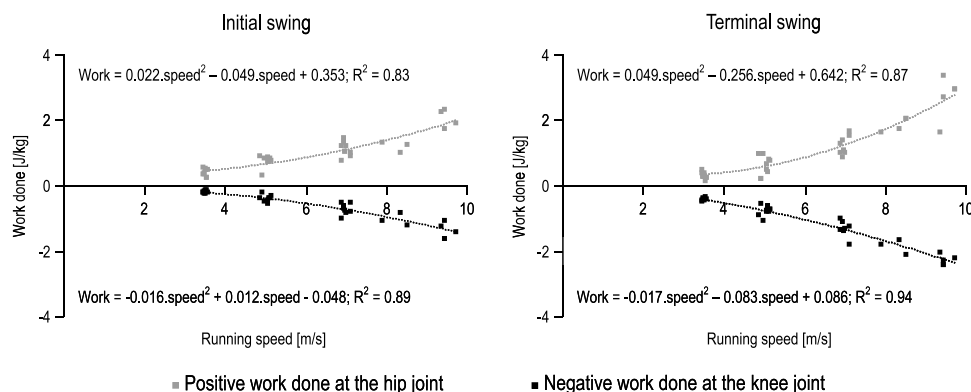 Initial swing
4
Work = 0.022.speed² – 0.049.speed + 0.353; R² = 0.83
2
0
2 4 6 8 10
-2
Work = -0.016.speed² + 0.012.speed - 0.048; R² = 0.89
-4
Work done [J/kg]
Running speed [m/s]
Terminal swing
4
Work = 0.049.speed² – 0.256.speed + 0.642; R² = 0.87
2
0
2 4 6 8 10
-2
Work = -0.017.speed² – 0.083.speed + 0.086; R² = 0.94
-4
Work done [J/kg]
Running speed [m/s]
Positive work done at the hip joint
Negative work done at the knee joint